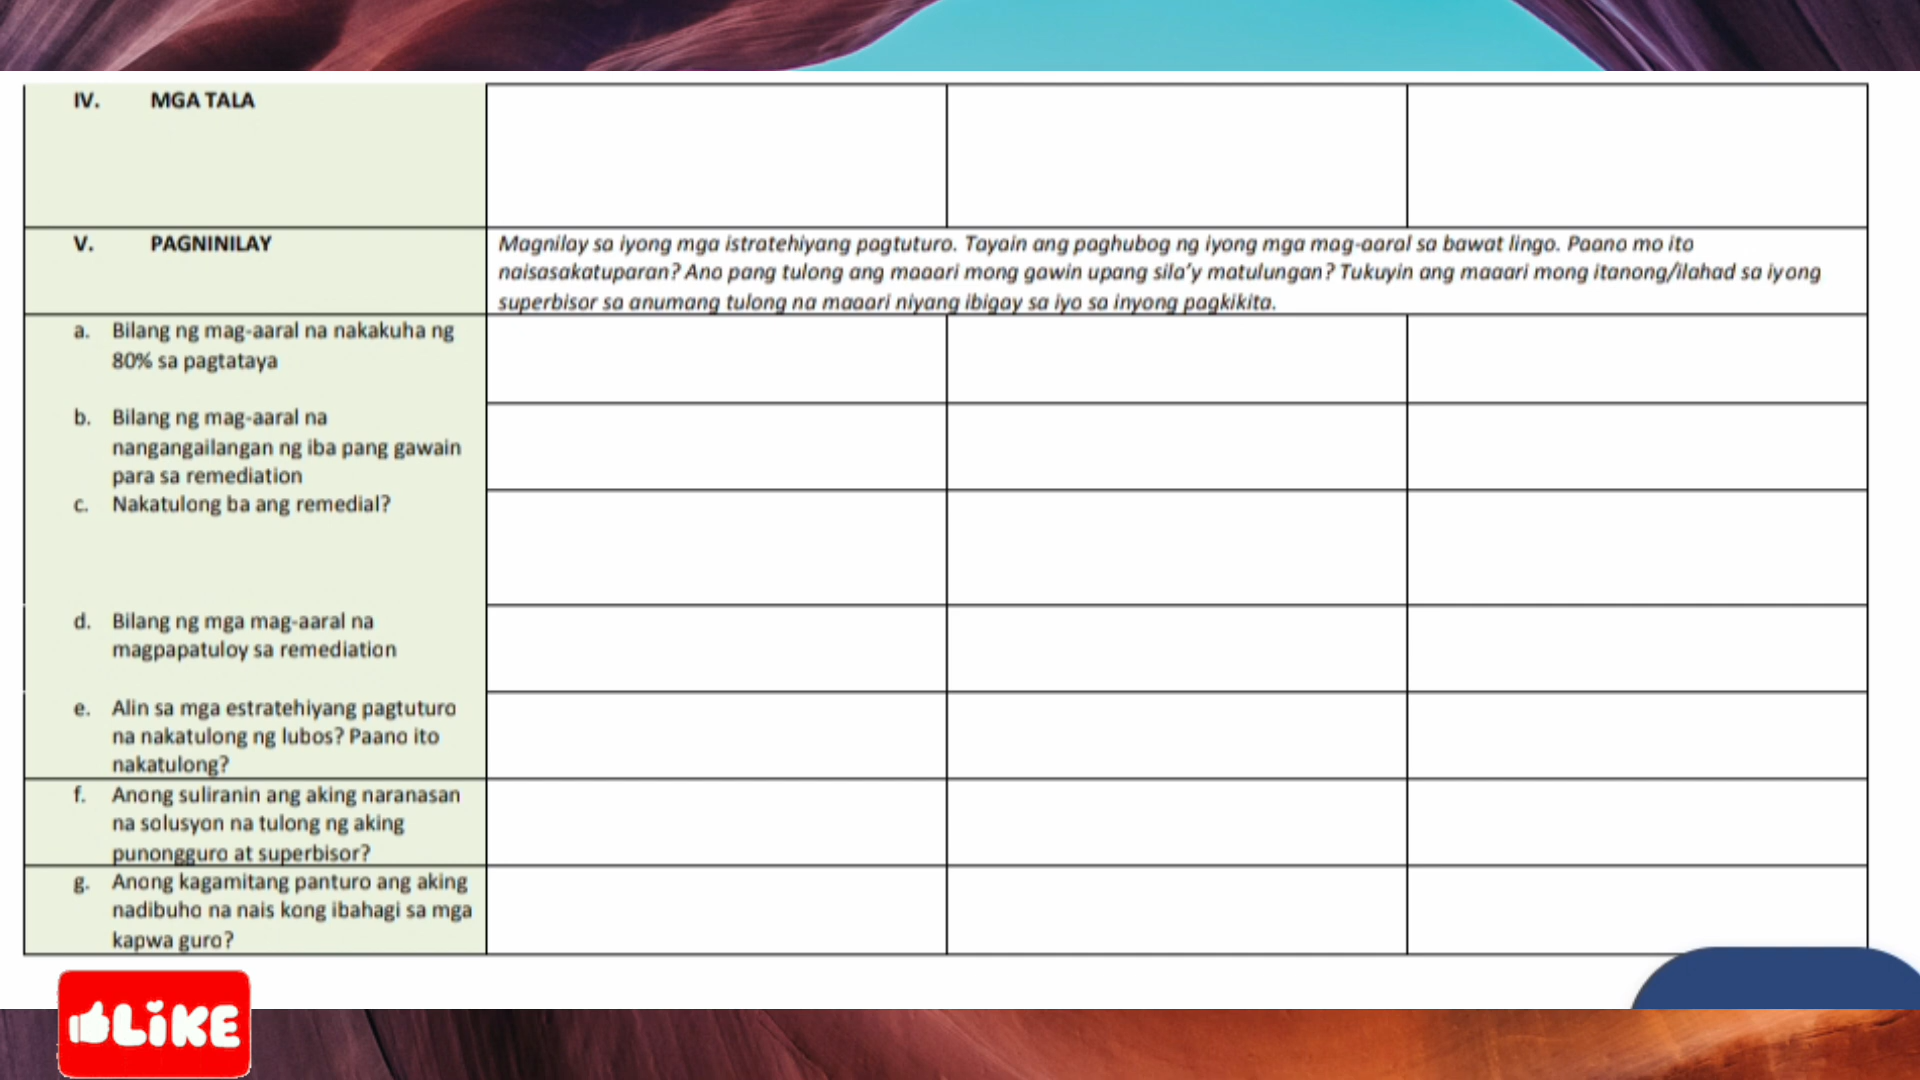 IV. MGA TALA
V. PAGNINILAY
Magnilay sa iyong mga istratehiyang pagtuturo. Tayain ang paghubog ng iyong mga mag-aaral sa bawat lingo. Paano mo ito
naisasakatuparan? Ano pang tulong ang maaari mong gawin upang sila'y matulungan? Tukuyin ang maaari mong itanong/ilahad sa iyong
superbisor sa anumang tulong na maaari niyang ibigay sa iyo sa inyong pagkikita.
a. Bilang ng mag-aaral na nakakuha ng
80% sa pagtataya
b. Bilang ng mag-aaral na
nangangailangan ng iba pang gawain
para sa remediation
c. Nakatulong ba ang remedial?
d. Bilang ng mga mag-aaral na
magpapatuloy sa remediation
e. Alin sa mga estratehiyang pagtuturo
na nakatulong ng lubos? Paano ito
nakatulong?
f. Anong suliranin ang aking naranasan
na solusyon na tulong ng aking
punongguro at superbisor?
g. Anong kagamitang panturo ang aking
nadibuho na nais kong ibahagi sa mga
kapwa guro?
LiKE